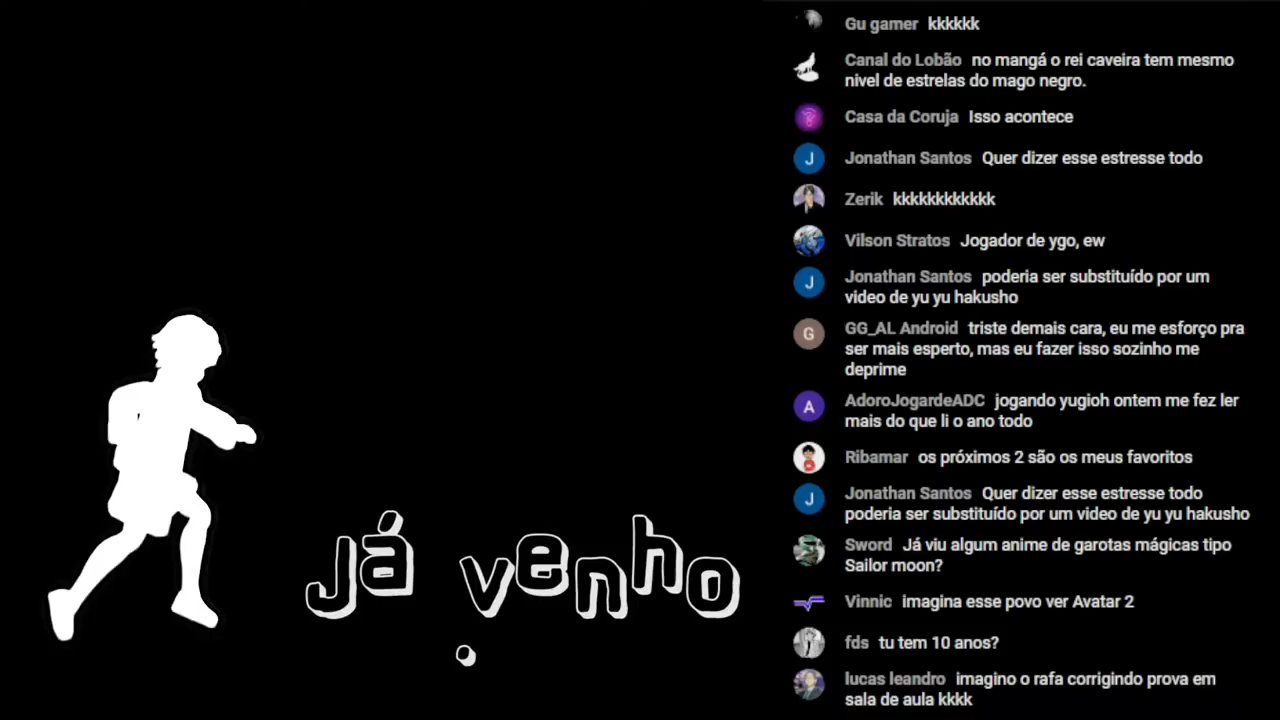 Gu gamer kkkkkk
Canal do Lobão no mangá o rei caveira tem mesmo
nivel de estrelas do mago negro.
Casa da Coruja Isso acontece
J Jonathan Santos Quer dizer esse estresse todo
Zerik kkkkkkkkkkkk
Vilson Stratos Jogador de ygo, ew
J Jonathan Santos poderia ser substituído por um
video de yu yu hakusho
G GG_AL Android triste demais cara, eu me esforço pra
ser mais esperto, mas eu fazer isso sozinho me
deprime
A AdoroJogardeADC jogando yugioh ontem me fez ler
mais do que li o ano todo
Ribamar os próximos 2 são os meus favoritos
J Jonathan Santos Quer dizer esse estresse todo
poderia ser substituído por um video de yu yu hakusho
Sword Já viu algum anime de garotas mágicas tipo
Sailor moon?
Vinnic imagina esse povo ver Avatar 2
fds tu tem 10 anos?
lucas leandro imagino o rafa corrigindo prova em
sala de aula kkkk
Já venho
.